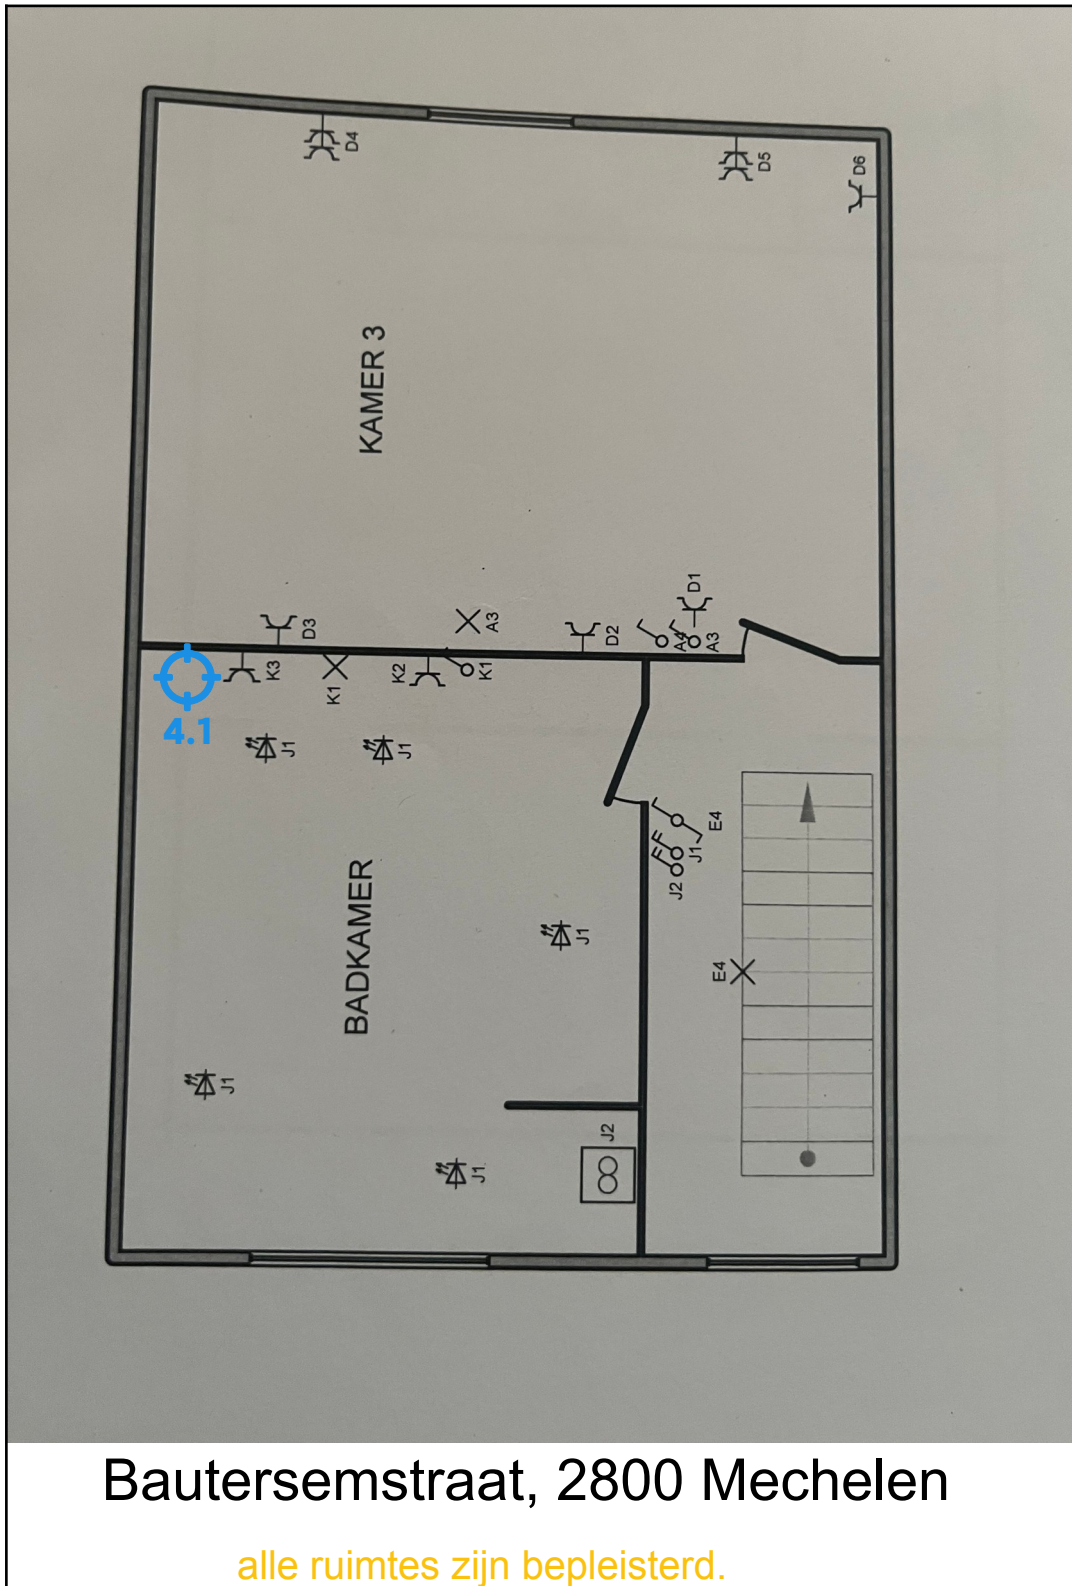 D4
D5
D6
KAMER 3
D1
D3
A3
D2
A4
A3
K3
K1
K2
K1
4.1
J1
J1
E4
J1
J2
BADKAMER
J1
E4
J1
J2
J1
Bautersemstraat, 2800 Mechelen
alle ruimtes zijn bepleisterd.